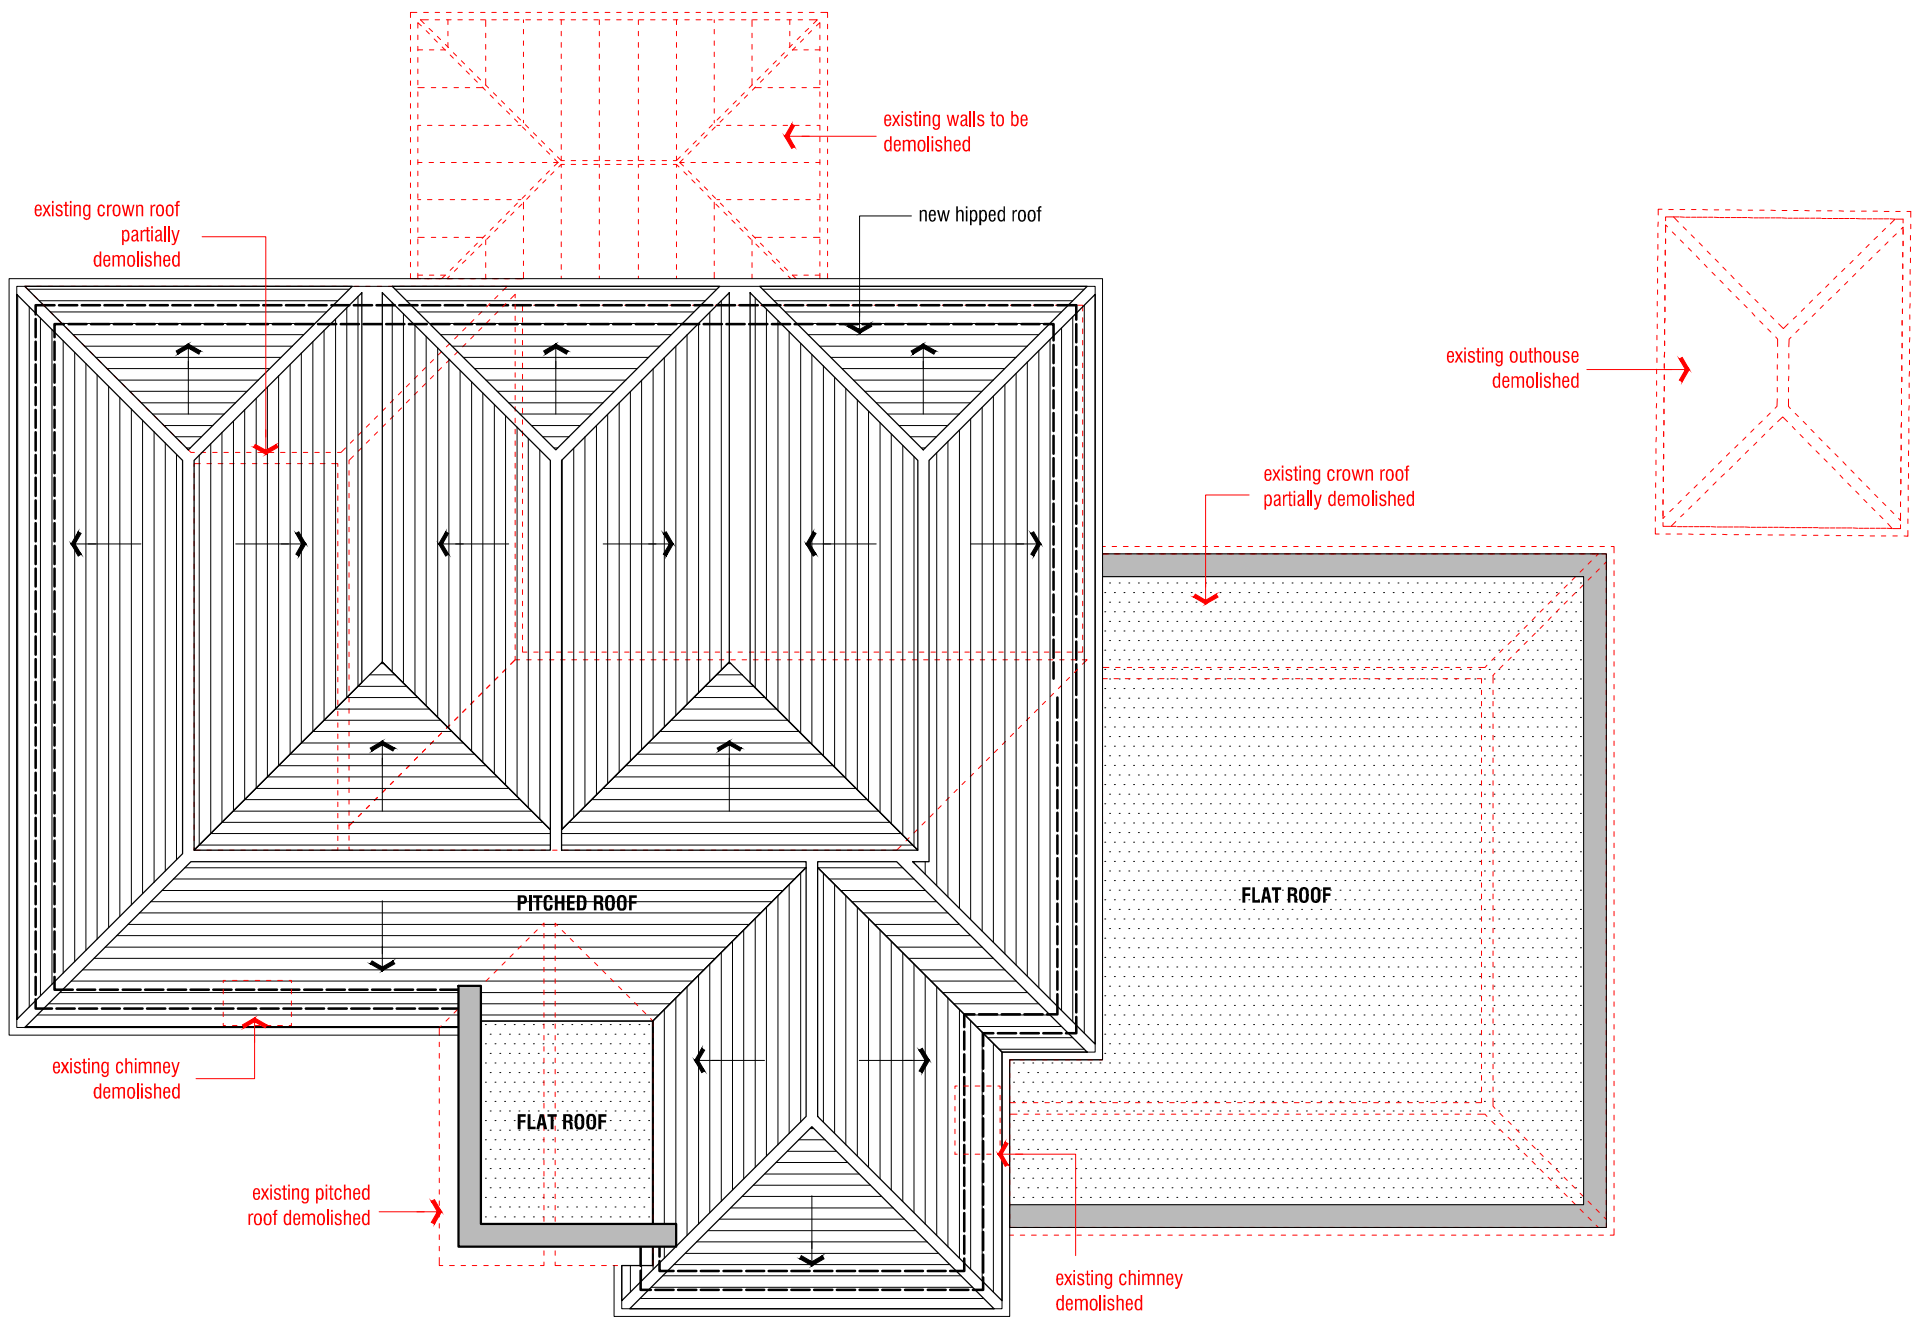 existing walls to be
demolished
existing crown roof
partially
demolished
new hipped roof
existing outhouse
demolished
existing crown roof
partially demolished
PITCHED ROOF
FLAT ROOF
existing chimney
demolished
FLAT ROOF
existing pitched
roof demolished
existing chimney
demolished